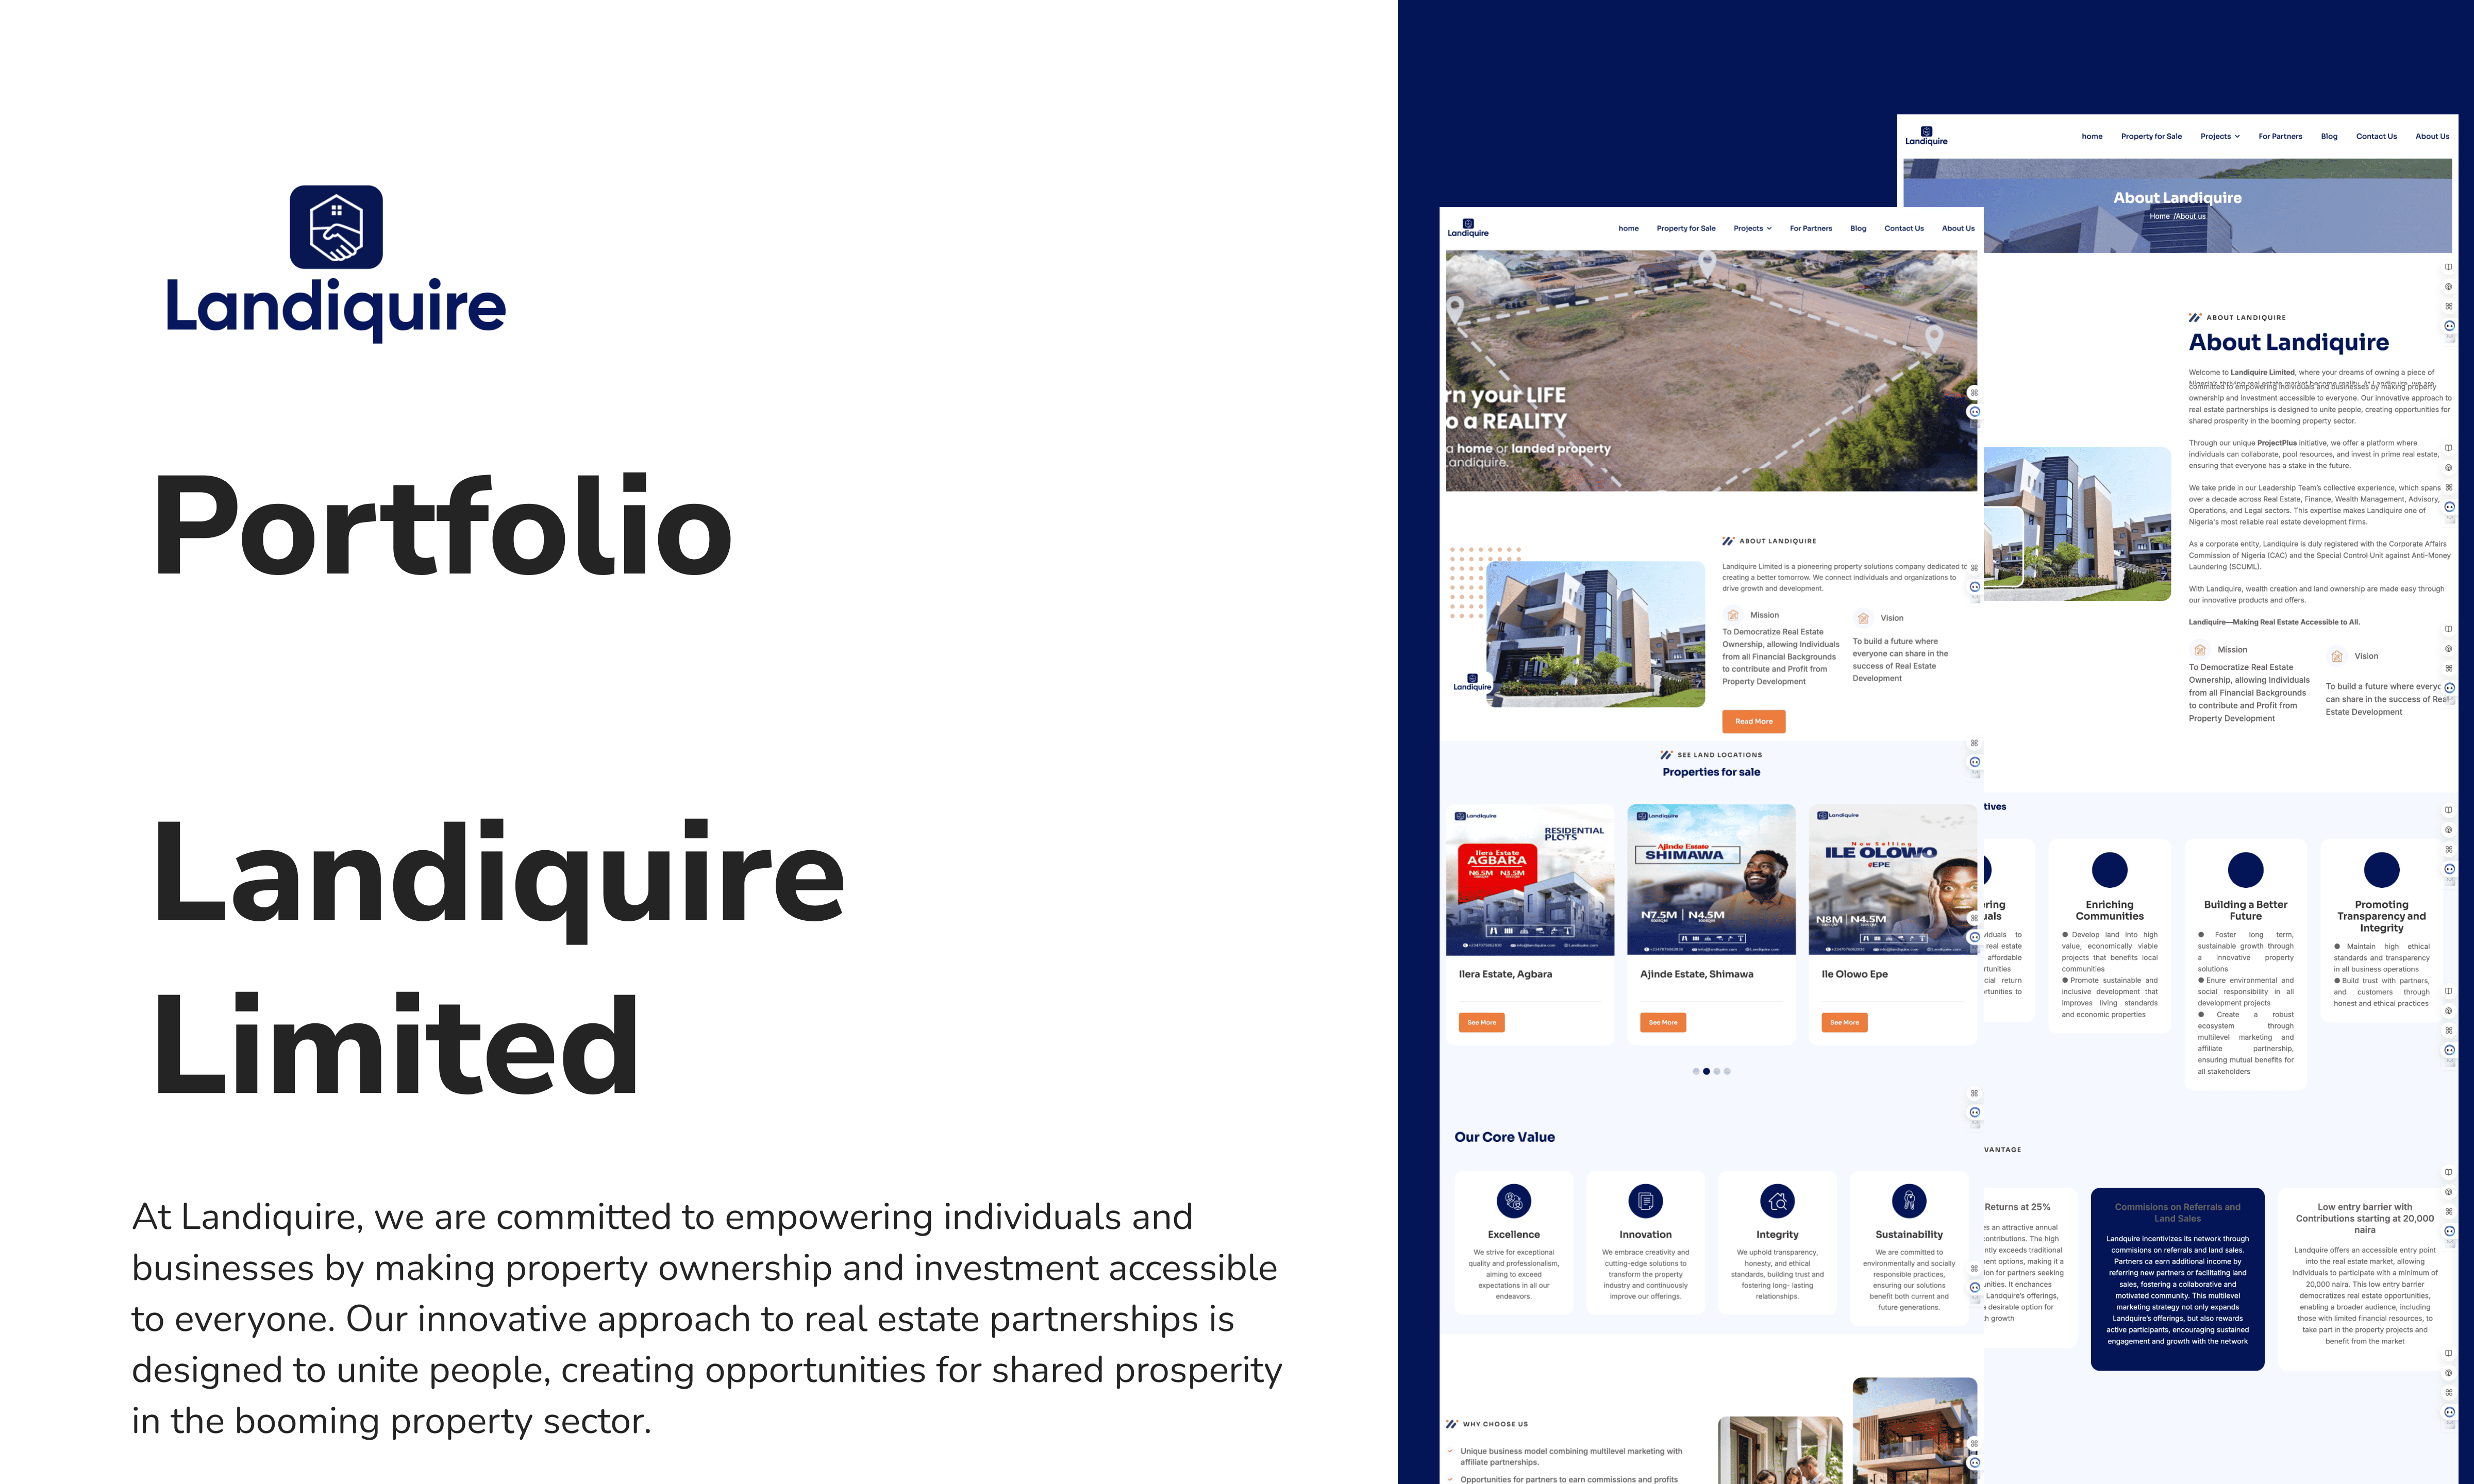 Landiquire
Portfolio
Landiquire
Limited
At Landiquire, we are committed to empowering individuals and
businesses by making property ownership and investment accessible
to everyone. Our innovative approach to real estate partnerships is
designed to unite people, creating opportunities for shared prosperity
in the booming property sector.
Landiquire
home Property for Sale Projects For Partners Blog Contact Us About Us
rn your LIFE
o a REALITY
a home or landed property
andiquire.
ABOUT LANDIQUIRE
Landiquire Limited is a pioneering property solutions company dedicated to
creating a better tomorrow. We connect individuals and organizations to
drive growth and development.
Mission
To Democratize Real Estate
Ownership, allowing Individuals
from all Financial Backgrounds
to contribute and Profit from
Property Development
Vision
To build a future where
everyone can share in the
success of Real Estate
Development
Landiquire
Read More
SEE LAND LOCATIONS
Properties for sale
Landiquire
RESIDENTIAL
PLOTS
Ilera Estate
AGBARA
N6.5M N3.5M
Ilera Estate, Agbara
See More
Landiquire
Ajinde Estate
SHIMAWA
N7.5M | N4.5M
Ajinde Estate, Shimawa
See More
Landiquire
Now Selling
ILE OLOWO
EPE
N8M | N4.5M
Ile Olowo Epe
See More
Our Core Value
Excellence
We strive for exceptional
quality and professionalism,
aiming to exceed
expectations in all our
endeavors.
Innovation
We embrace creativity and
cutting-edge solutions to
transform the property
industry and continuously
improve our offerings.
Integrity
We uphold transparency,
honesty, and ethical
standards, building trust and
fostering long- lasting
relationships.
Sustainability
We are committed to
environmentally and socially
responsible practices,
ensuring our solutions
benefit both current and
future generations.
WHY CHOOSE US
Unique business model combining multilevel marketing with
affiliate partnerships.
Opportunities for partners to earn commissions and profits
Landiquire
home Property for Sale Projects For Partners Blog Contact Us About Us
About Landiquire
Home /About us
ABOUT LANDIQUIRE
About Landiquire
Welcome to Landiquire Limited, where your dreams of owning a piece of
Nigeria's thriving real estate market become reality. At Landiquire, we are
committed to empowering individuals and businesses by making property
ownership and investment accessible to everyone. Our innovative approach to
real estate partnerships is designed to unite people, creating opportunities for
shared prosperity in the booming property sector.
Through our unique ProjectPlus initiative, we offer a platform where
individuals can collaborate, pool resources, and invest in prime real estate,
ensuring that everyone has a stake in the future.
We take pride in our Leadership Team's collective experience, which spans
over a decade across Real Estate, Finance, Wealth Management, Advisory,
Operations, and Legal sectors. This expertise makes Landiquire one of
Nigeria's most reliable real estate development firms.
As a corporate entity, Landiquire is duly registered with the Corporate Affairs
Commission of Nigeria (CAC) and the Special Control Unit against Anti-Money
Laundering (SCUML).
With Landiquire, wealth creation and land ownership are made easy through
our innovative products and offers.
Landiquire—Making Real Estate Accessible to All.
Mission
To Democratize Real Estate
Ownership, allowing Individuals
from all Financial Backgrounds
to contribute and Profit from
Property Development
Vision
To build a future where everyo
can share in the success of Real
Estate Development
tives
ring
uals
viduals to
real estate
affordable
rtunities
cial return
rtunities to
Enriching
Communities
● Develop land into high
value, economically viable
projects that benefits local
communities
● Promote sustainable and
inclusive development that
improves living standards
and economic properties
Building a Better
Future
● Foster long term,
sustainable growth through
a innovative property
solutions
● Enure environmental and
social responsibility in all
development projects
● Create a robust
ecosystem through
multilevel marketing and
affiliate partnership,
ensuring mutual benefits for
all stakeholders
Promoting
Transparency and
Integrity
● Maintain high ethical
standards and transparency
in all business operations
● Build trust with partners,
and customers through
honest and ethical practices
VANTAGE
Returns at 25%
es an attractive annual
contributions. The high
ntly exceeds traditional
ment options, making it a
ion for partners seeking
unities. It enchances
Landquire's offerings,
a desirable option for
h growth
Commisions on Referrals and
Land Sales
Landquire incentivizes its network through
commisions on referrals and land sales.
Partners ca earn additional income by
referring new partners or facilitating land
sales, fostering a collaborative and
motivated community. This multilevel
marketing strategy not only expands
Landquire's offerings, but also rewards
active participants, encouraging sustained
engagement and growth with the network
Low entry barrier with
Contributions starting at 20,000
naira
Landquire offers an accessible entry point
into the real estate market, allowing
individuals to participate with a minimum of
20,000 naira. This low entry barrier
democratizes real estate opportunities,
enabling a broader audience, including
those with limited financial resources, to
take part in the property projects and
benefit from the market